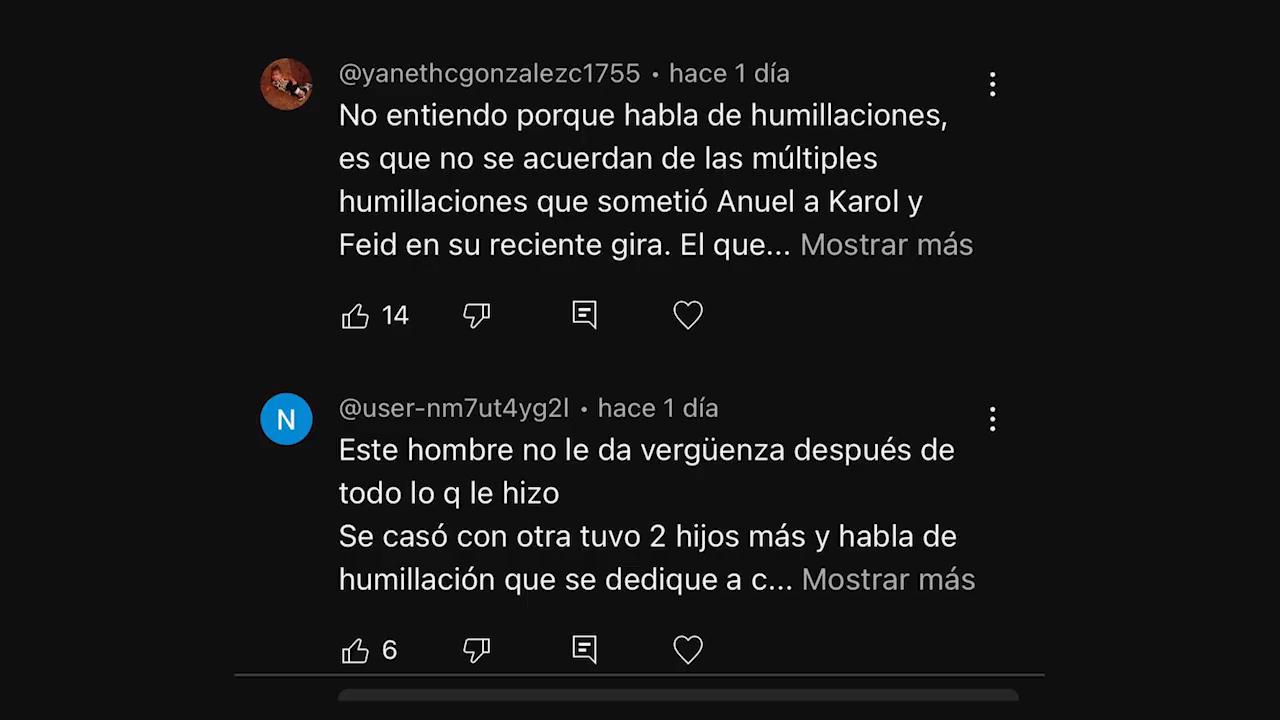 @yanethcgonzalezc1755 • hace 1 día
No entiendo porque habla de humillaciones,
es que no se acuerdan de las múltiples
humillaciones que sometió Anuel a Karol y
Feid en su reciente gira. El que... Mostrar más
14
N
@user-nm7ut4yg2l • hace 1 día
Este hombre no le da vergüenza después de
todo lo q le hizo
Se casó con otra tuvo 2 hijos más y habla de
humillación que se dedique a c... Mostrar más
6